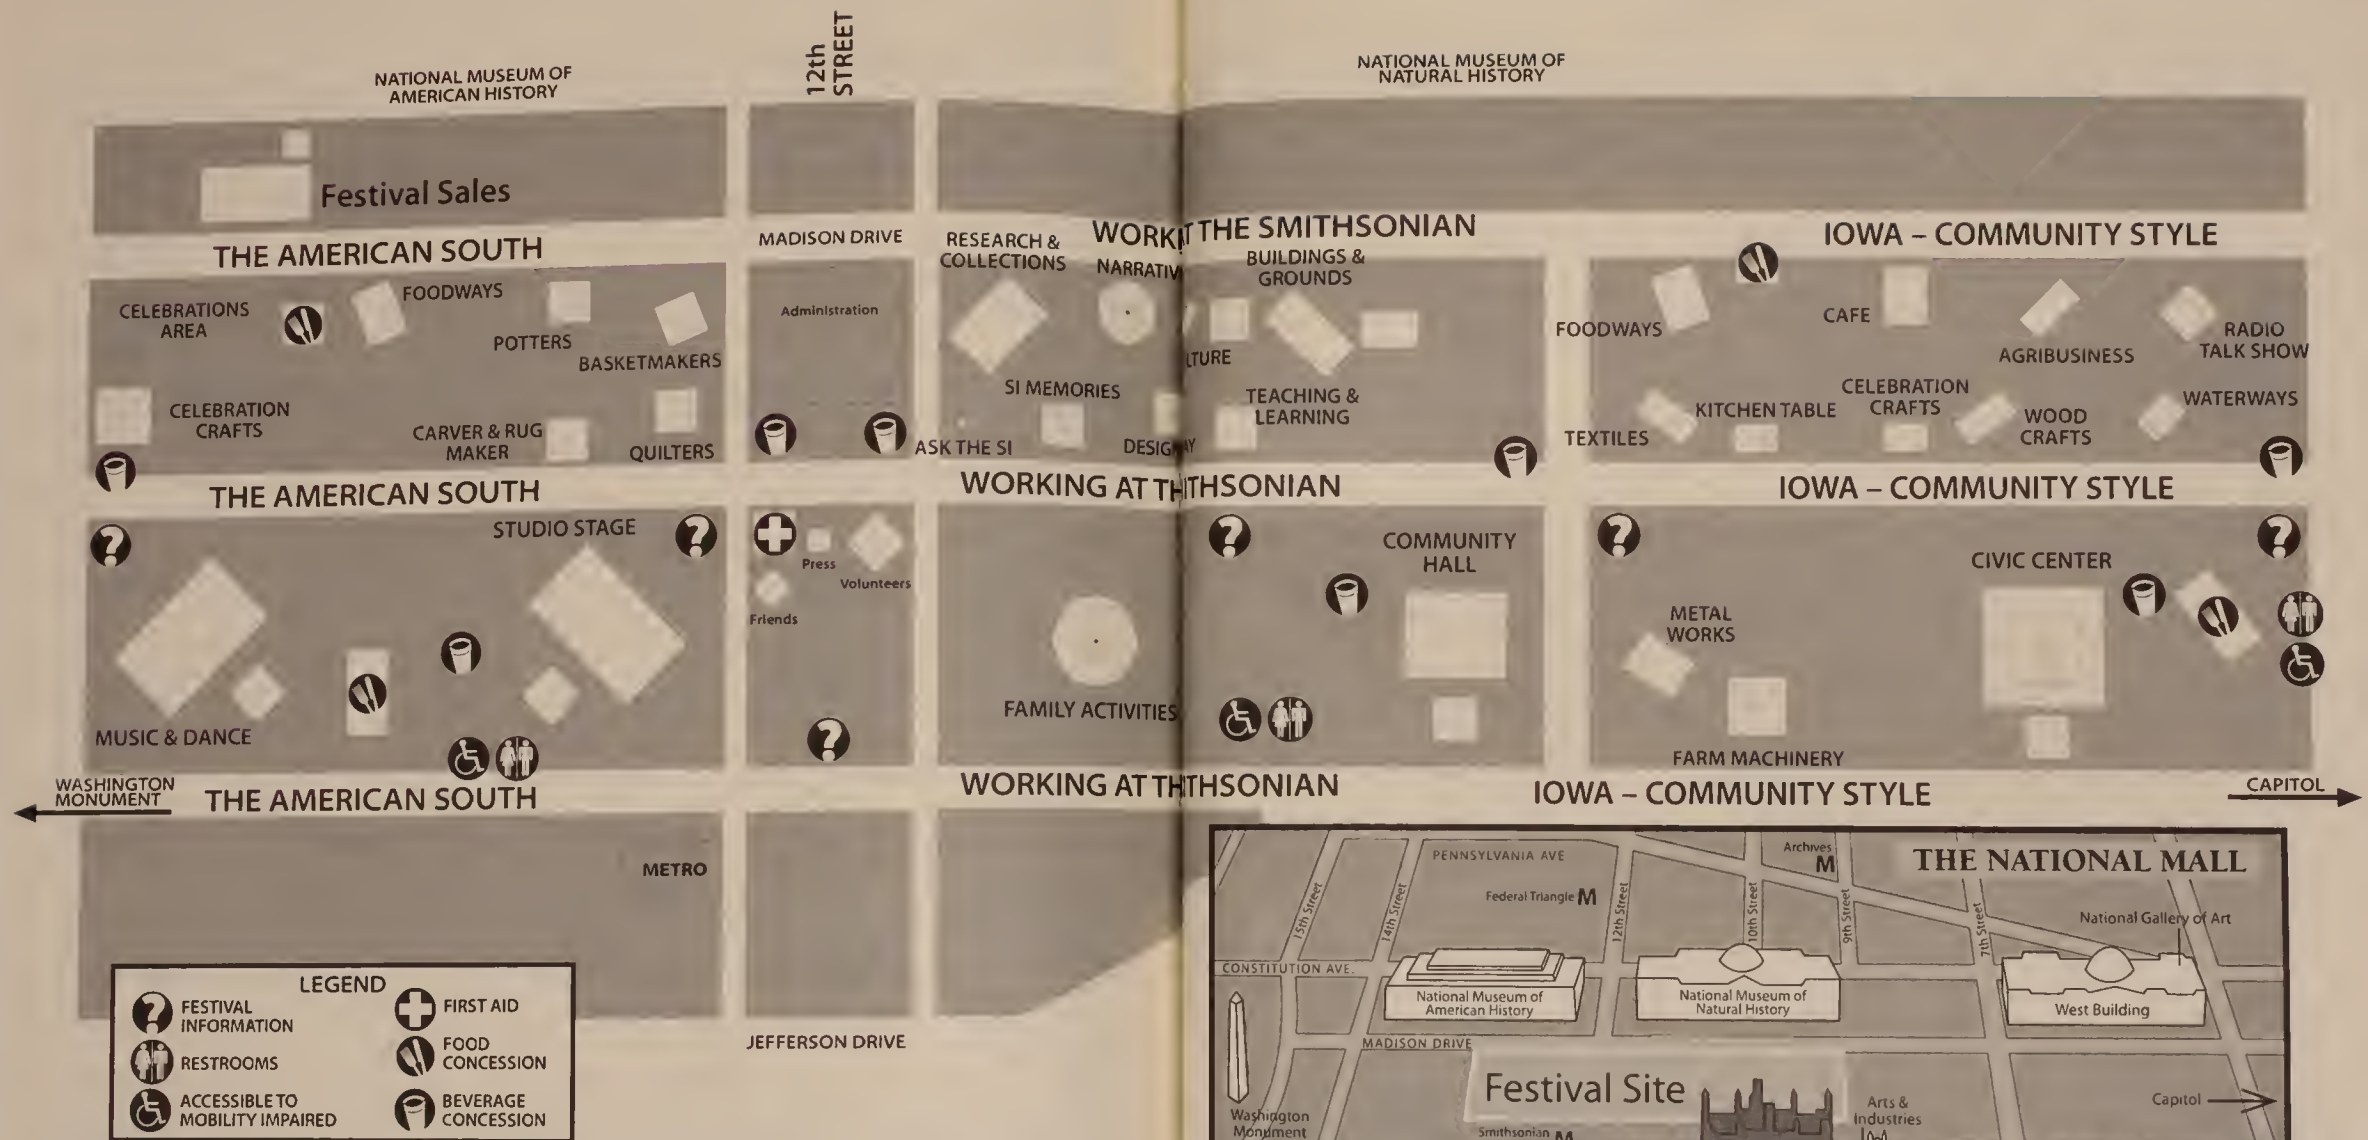 12th
STREET
NATIONAL MUSEUM OF
AMERICAN HISTORY
NATIONAL MUSEUM OF
NATURAL HISTORY
Festival Sales
THE AMERICAN SOUTH
MADISON DRIVE
THE SMITHSONIAN
IOWA – COMMUNITY STYLE
CELEBRATIONS
AREA
FOODWAYS
POTTERS
BASKETMAKERS
CELEBRATION
CRAFTS
CARVER & RUG
MAKER
QUILTERS
Administration
RESEARCH &
COLLECTIONS
BUILDINGS &
GROUNDS
SI MEMORIES
TEACHING &
LEARNING
ASK THE SI
FOODWAYS
CAFE
AGRIBUSINESS
RADIO
TALK SHOW
TEXTILES
KITCHEN TABLE
CELEBRATION
CRAFTS
WOOD
CRAFTS
WATERWAYS
THE AMERICAN SOUTH
WORKING AT
IOWA – COMMUNITY STYLE
STUDIO STAGE
MUSIC & DANCE
Press
Volunteers
Friends
FAMILY ACTIVITIES
COMMUNITY
HALL
METAL
WORKS
FARM MACHINERY
CIVIC CENTER
WASHINGTON
MONUMENT
THE AMERICAN SOUTH
WORKING AT
IOWA – COMMUNITY STYLE
CAPITOL
METRO
JEFFERSON DRIVE
LEGEND
FESTIVAL
INFORMATION
RESTROOMS
ACCESSIBLE TO
MOBILITY IMPAIRED
FIRST AID
FOOD
CONCESSION
BEVERAGE
CONCESSION
THE NATIONAL MALL
PENNSYLVANIA AVE
Archives
M
Federal Triangle M
15th Street
14th Street
12th Street
10th Street
9th Street
7th Street
National Gallery of Art
CONSTITUTION AVE.
National Museum of
American History
National Museum of
Natural History
West Building
MADISON DRIVE
Festival Site
Washington
Monument
Smithsonian M
Arts &
Industries
Capitol